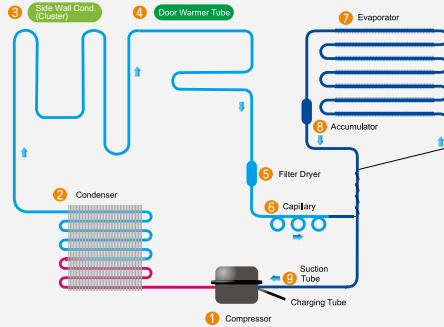 3 Side Wall Cond.
(Cluster)
4 Door Warmer Tube
7 Evaporator
8 Accumulator
5 Filter Dryer
2 Condenser
6 Capillary
9 Suction
Tube
Charging Tube
1 Compressor